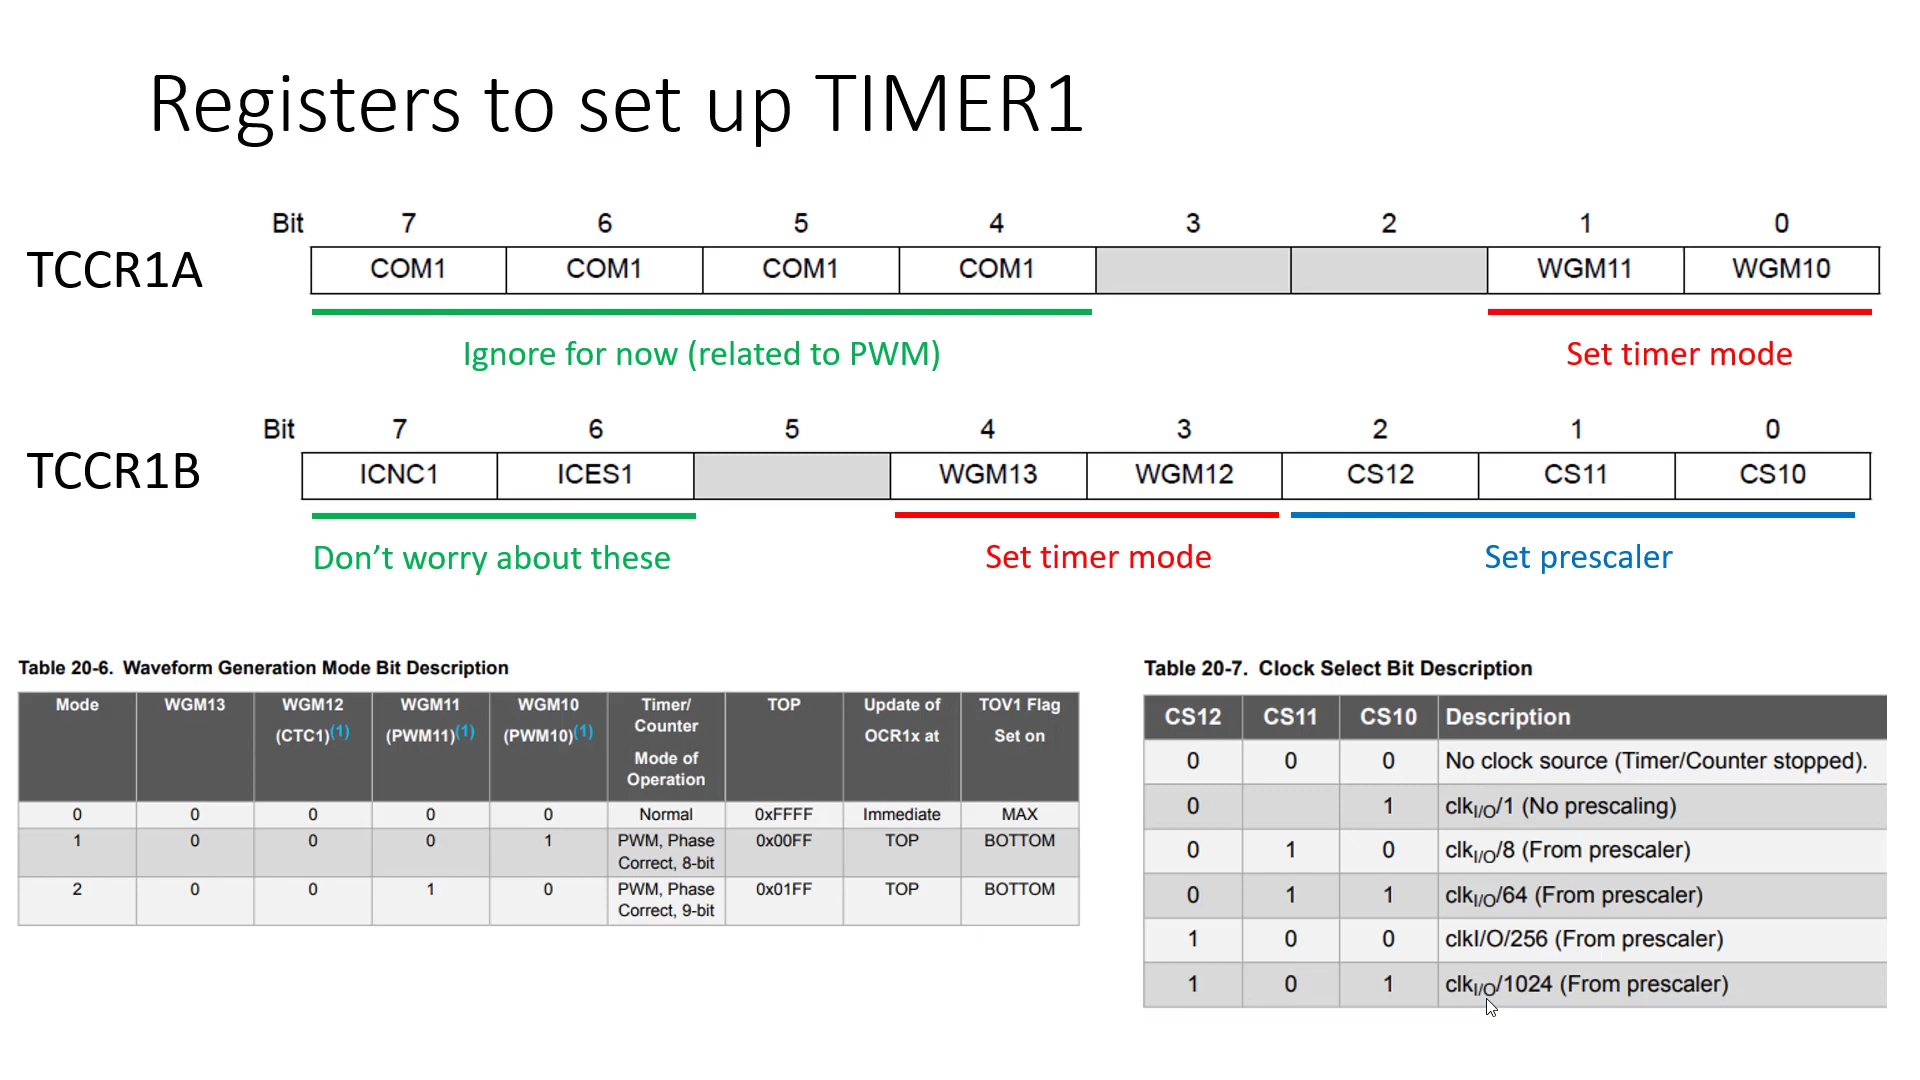 Registers to set up TIMER1
Bit 7 6 5 4 3 2 1 0
TCCR1A COM1 COM1 COM1 COM1 WGM11 WGM10
Ignore for now (related to PWM) Set timer mode
Bit 7 6 5 4 3 2 1 0
TCCR1B ICNC1 ICES1 WGM13 WGM12 CS12 CS11 CS10
Don’t worry about these Set timer mode Set prescaler
Table 20-6. Waveform Generation Mode Bit Description
Mode WGM13 WGM12 WGM11 WGM10 Timer/ TOP Update of TOV1 Flag
(CTC1)(1) (PWM11)(1) (PWM10)(1) Counter OCR1x at Set on
Mode of
Operation
0 0 0 0 0 Normal 0xFFFF Immediate MAX
1 0 0 0 1 PWM, Phase 0x00FF TOP BOTTOM
Correct, 8-bit
2 0 0 1 0 PWM, Phase 0x01FF TOP BOTTOM
Correct, 9-bit
Table 20-7. Clock Select Bit Description
CS12 CS11 CS10 Description
0 0 0 No clock source (Timer/Counter stopped).
0 1 clkI/O/1 (No prescaling)
0 1 0 clkI/O/8 (From prescaler)
0 1 1 clkI/O/64 (From prescaler)
1 0 0 clkI/O/256 (From prescaler)
1 0 1 clkI/O/1024 (From prescaler)